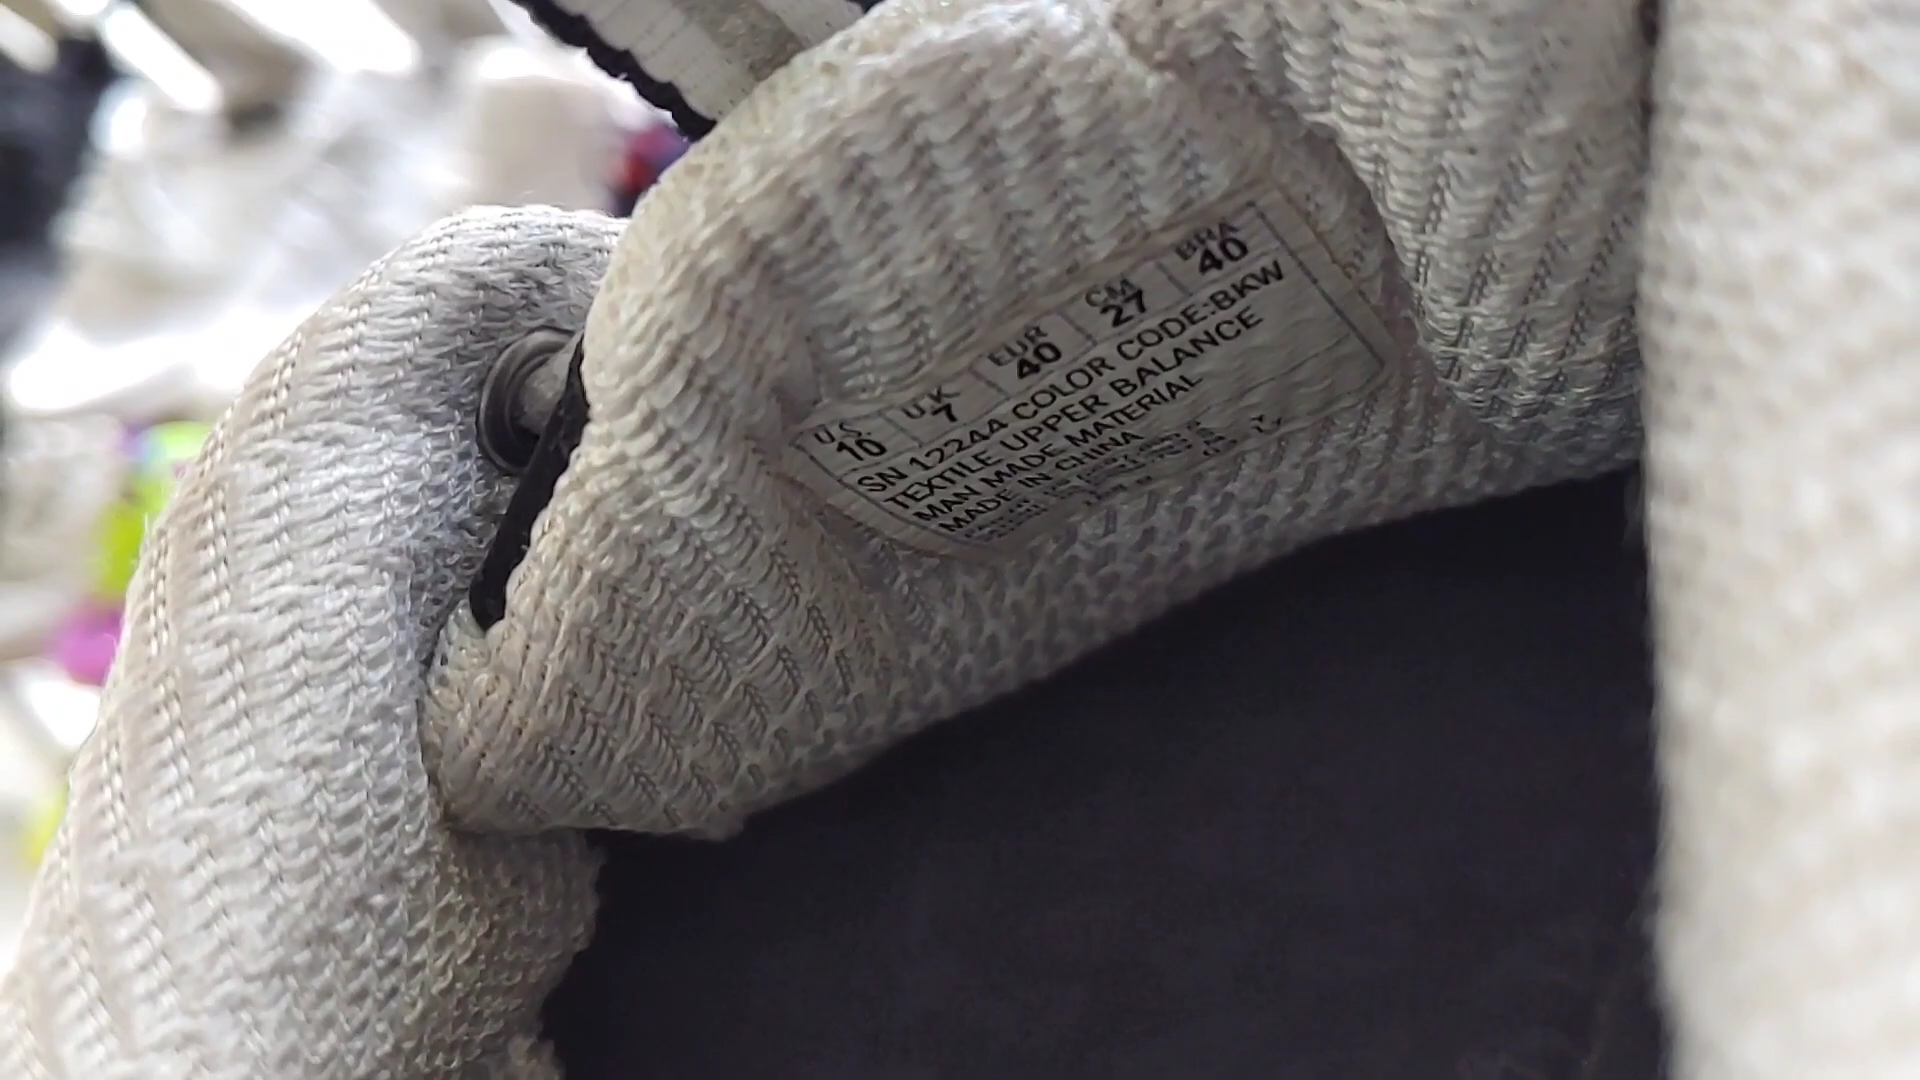 U.S. U.K EUR CM BRA
10 7 40 27 40
SN 12244 COLOR CODE:BKW
TEXTILE UPPER BALANCE
MAN MADE MATERIAL
MADE IN CHINA